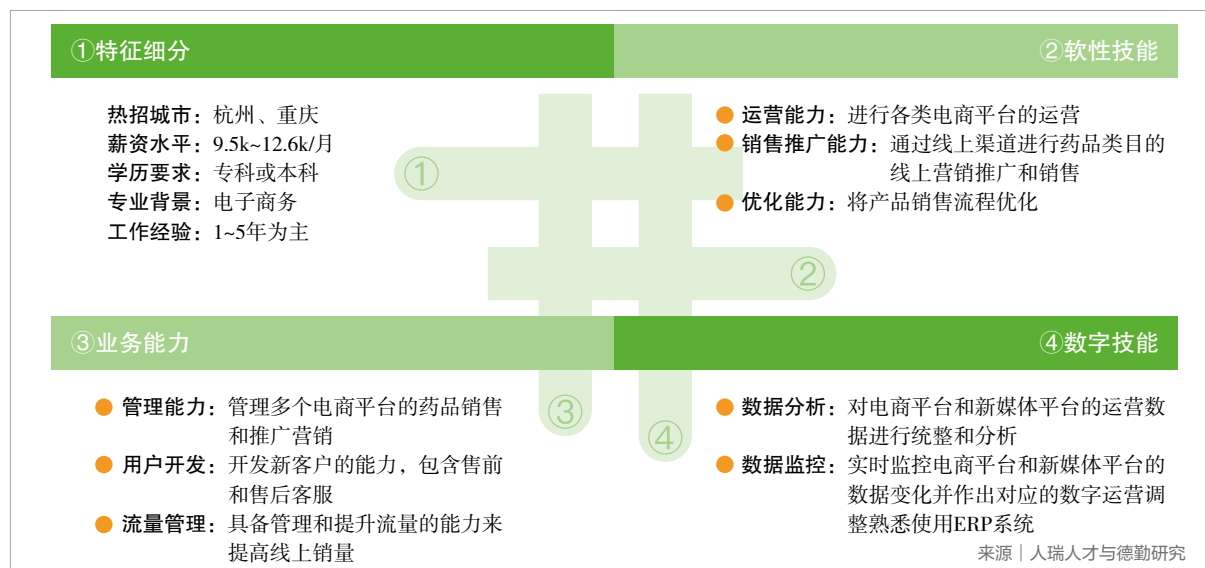 ①特征细分
②软性技能
热招城市：杭州、重庆
薪资水平：9.5k~12.6k/月
学历要求：专科或本科
专业背景：电子商务
工作经验：1~5年为主
①
运营能力：进行各类电商平台的运营
销售推广能力：通过线上渠道进行药品类目的
线上营销推广和销售
优化能力：将产品销售流程优化
②
③业务能力
④数字技能
管理能力：管理多个电商平台的药品销售
和推广营销
用户开发：开发新客户的能力，包含售前
和售后客服
流量管理：具备管理和提升流量的能力来
提高线上销量
③
④
数据分析：对电商平台和新媒体平台的运营数
据进行统整和分析
数据监控：实时监控电商平台和新媒体平台的
数据变化并作出对应的数字运营调
整熟悉使用ERP系统
来源｜人瑞人才与德勤研究